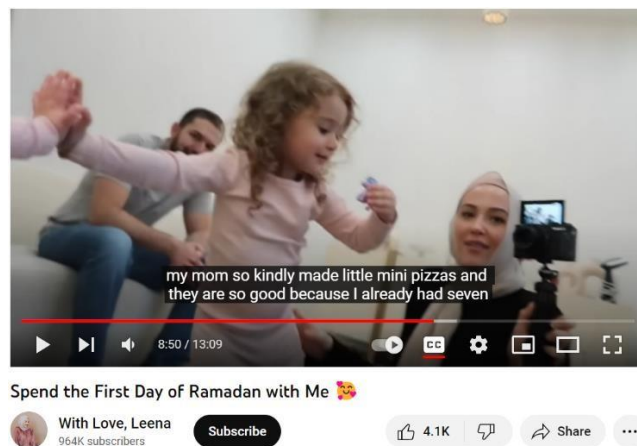 my mom so kindly made little mini pizzas and
they are so good because I already had seven
8:50 / 13:09
CC
Spend the First Day of Ramadan with Me 🥰
With Love, Leena
964K subscribers
Subscribe
4.1K
Share